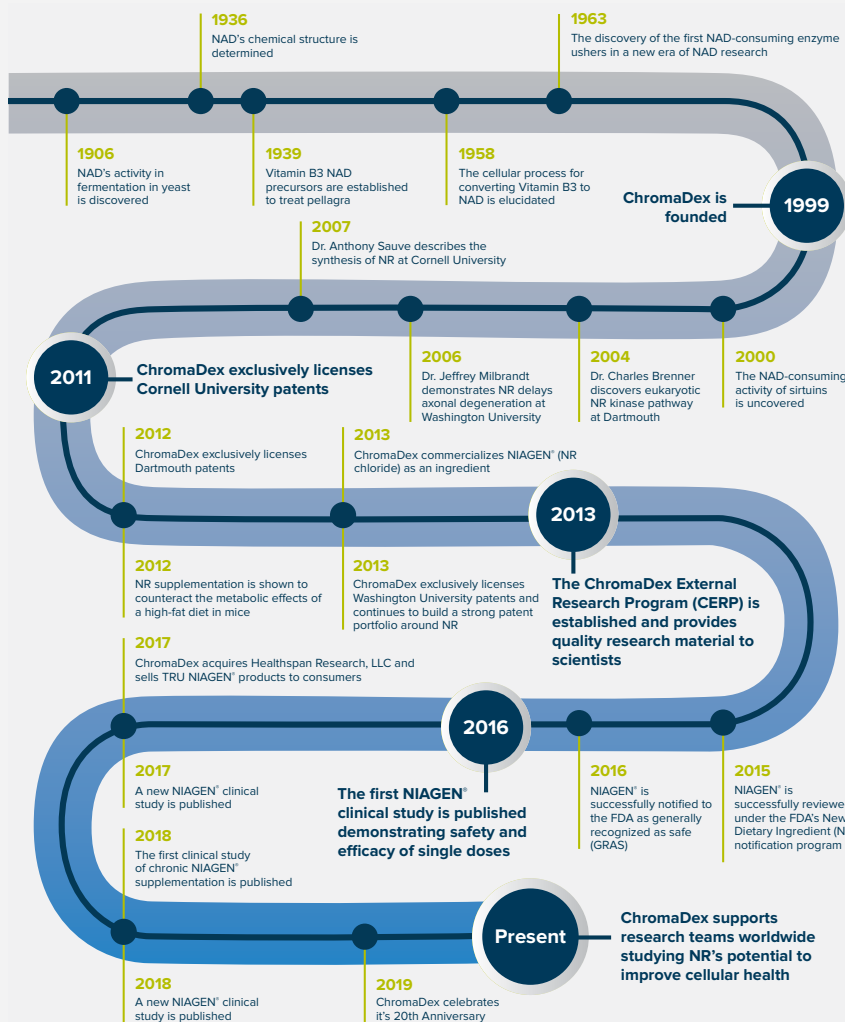 1936
NAD's chemical structure is
determined
1963
The discovery of the first NAD-consuming enzyme
ushers in a new era of NAD research
1906
NAD's activity in
fermentation in yeast
is discovered
1939
Vitamin B3 NAD
precursors are established
to treat pellagra
1958
The cellular process for
converting Vitamin B3 to
NAD is elucidated
ChromaDex is
founded
1999
2007
Dr. Anthony Sauve describes the
synthesis of NR at Cornell University
2011
ChromaDex exclusively licenses
Cornell University patents
2006
Dr. Jeffrey Milbrandt
demonstrates NR delays
axonal degeneration at
Washington University
2004
Dr. Charles Brenner
discovers eukaryotic
NR kinase pathway
at Dartmouth
2000
The NAD-consuming
activity of sirtuins
is uncovered
2012
ChromaDex exclusively licenses
Dartmouth patents
2013
ChromaDex commercializes NIAGEN® (NR
chloride) as an ingredient
2013
2012
NR supplementation is shown to
counteract the metabolic effects of
a high-fat diet in mice
2013
ChromaDex exclusively licenses
Washington University patents and
continues to build a strong patent
portfolio around NR
The ChromaDex External
Research Program (CERP) is
established and provides
quality research material to
scientists
2017
ChromaDex acquires Healthspan Research, LLC and
sells TRU NIAGEN® products to consumers
2016
2017
A new NIAGEN® clinical
study is published
The first NIAGEN®
clinical study is published
demonstrating safety and
efficacy of single doses
2016
NIAGEN® is
successfully notified to
the FDA as generally
recognized as safe
(GRAS)
2015
NIAGEN® is
successfully reviewe
under the FDA's New
Dietary Ingredient (N
notification program
2018
The first clinical study
of chronic NIAGEN®
supplementation is published
Present
ChromaDex supports
research teams worldwide
studying NR's potential to
improve cellular health
2018
A new NIAGEN® clinical
study is published
2019
ChromaDex celebrates
it's 20th Anniversary